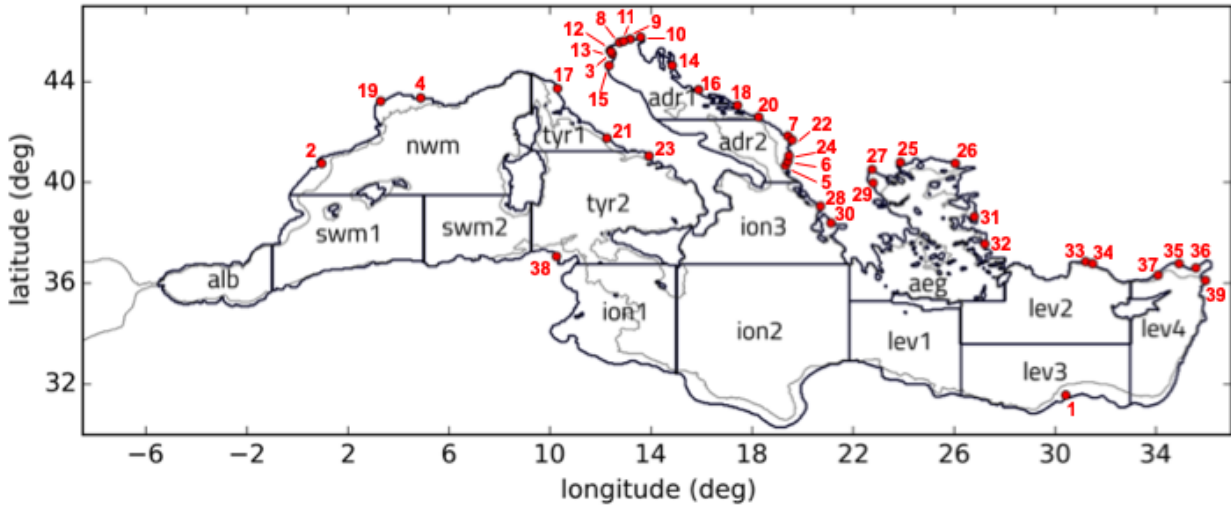 8 11 9
12 10
13
3
15
14
17
16
18
20
19 4
2
21
23
7
22
24
6
5
27 25 26
29
28
30
31
32
33 34
35 36
37
39
38
1
adr1
adr2
nwm
tyr1
tyr2
swm1
swm2
alb
ion3
ion1
ion2
aeg
lev1
lev2
lev3
lev4
44
40
36
32
latitude (deg)
−6 −2 2 6 10 14 18 22 26 30 34
longitude (deg)